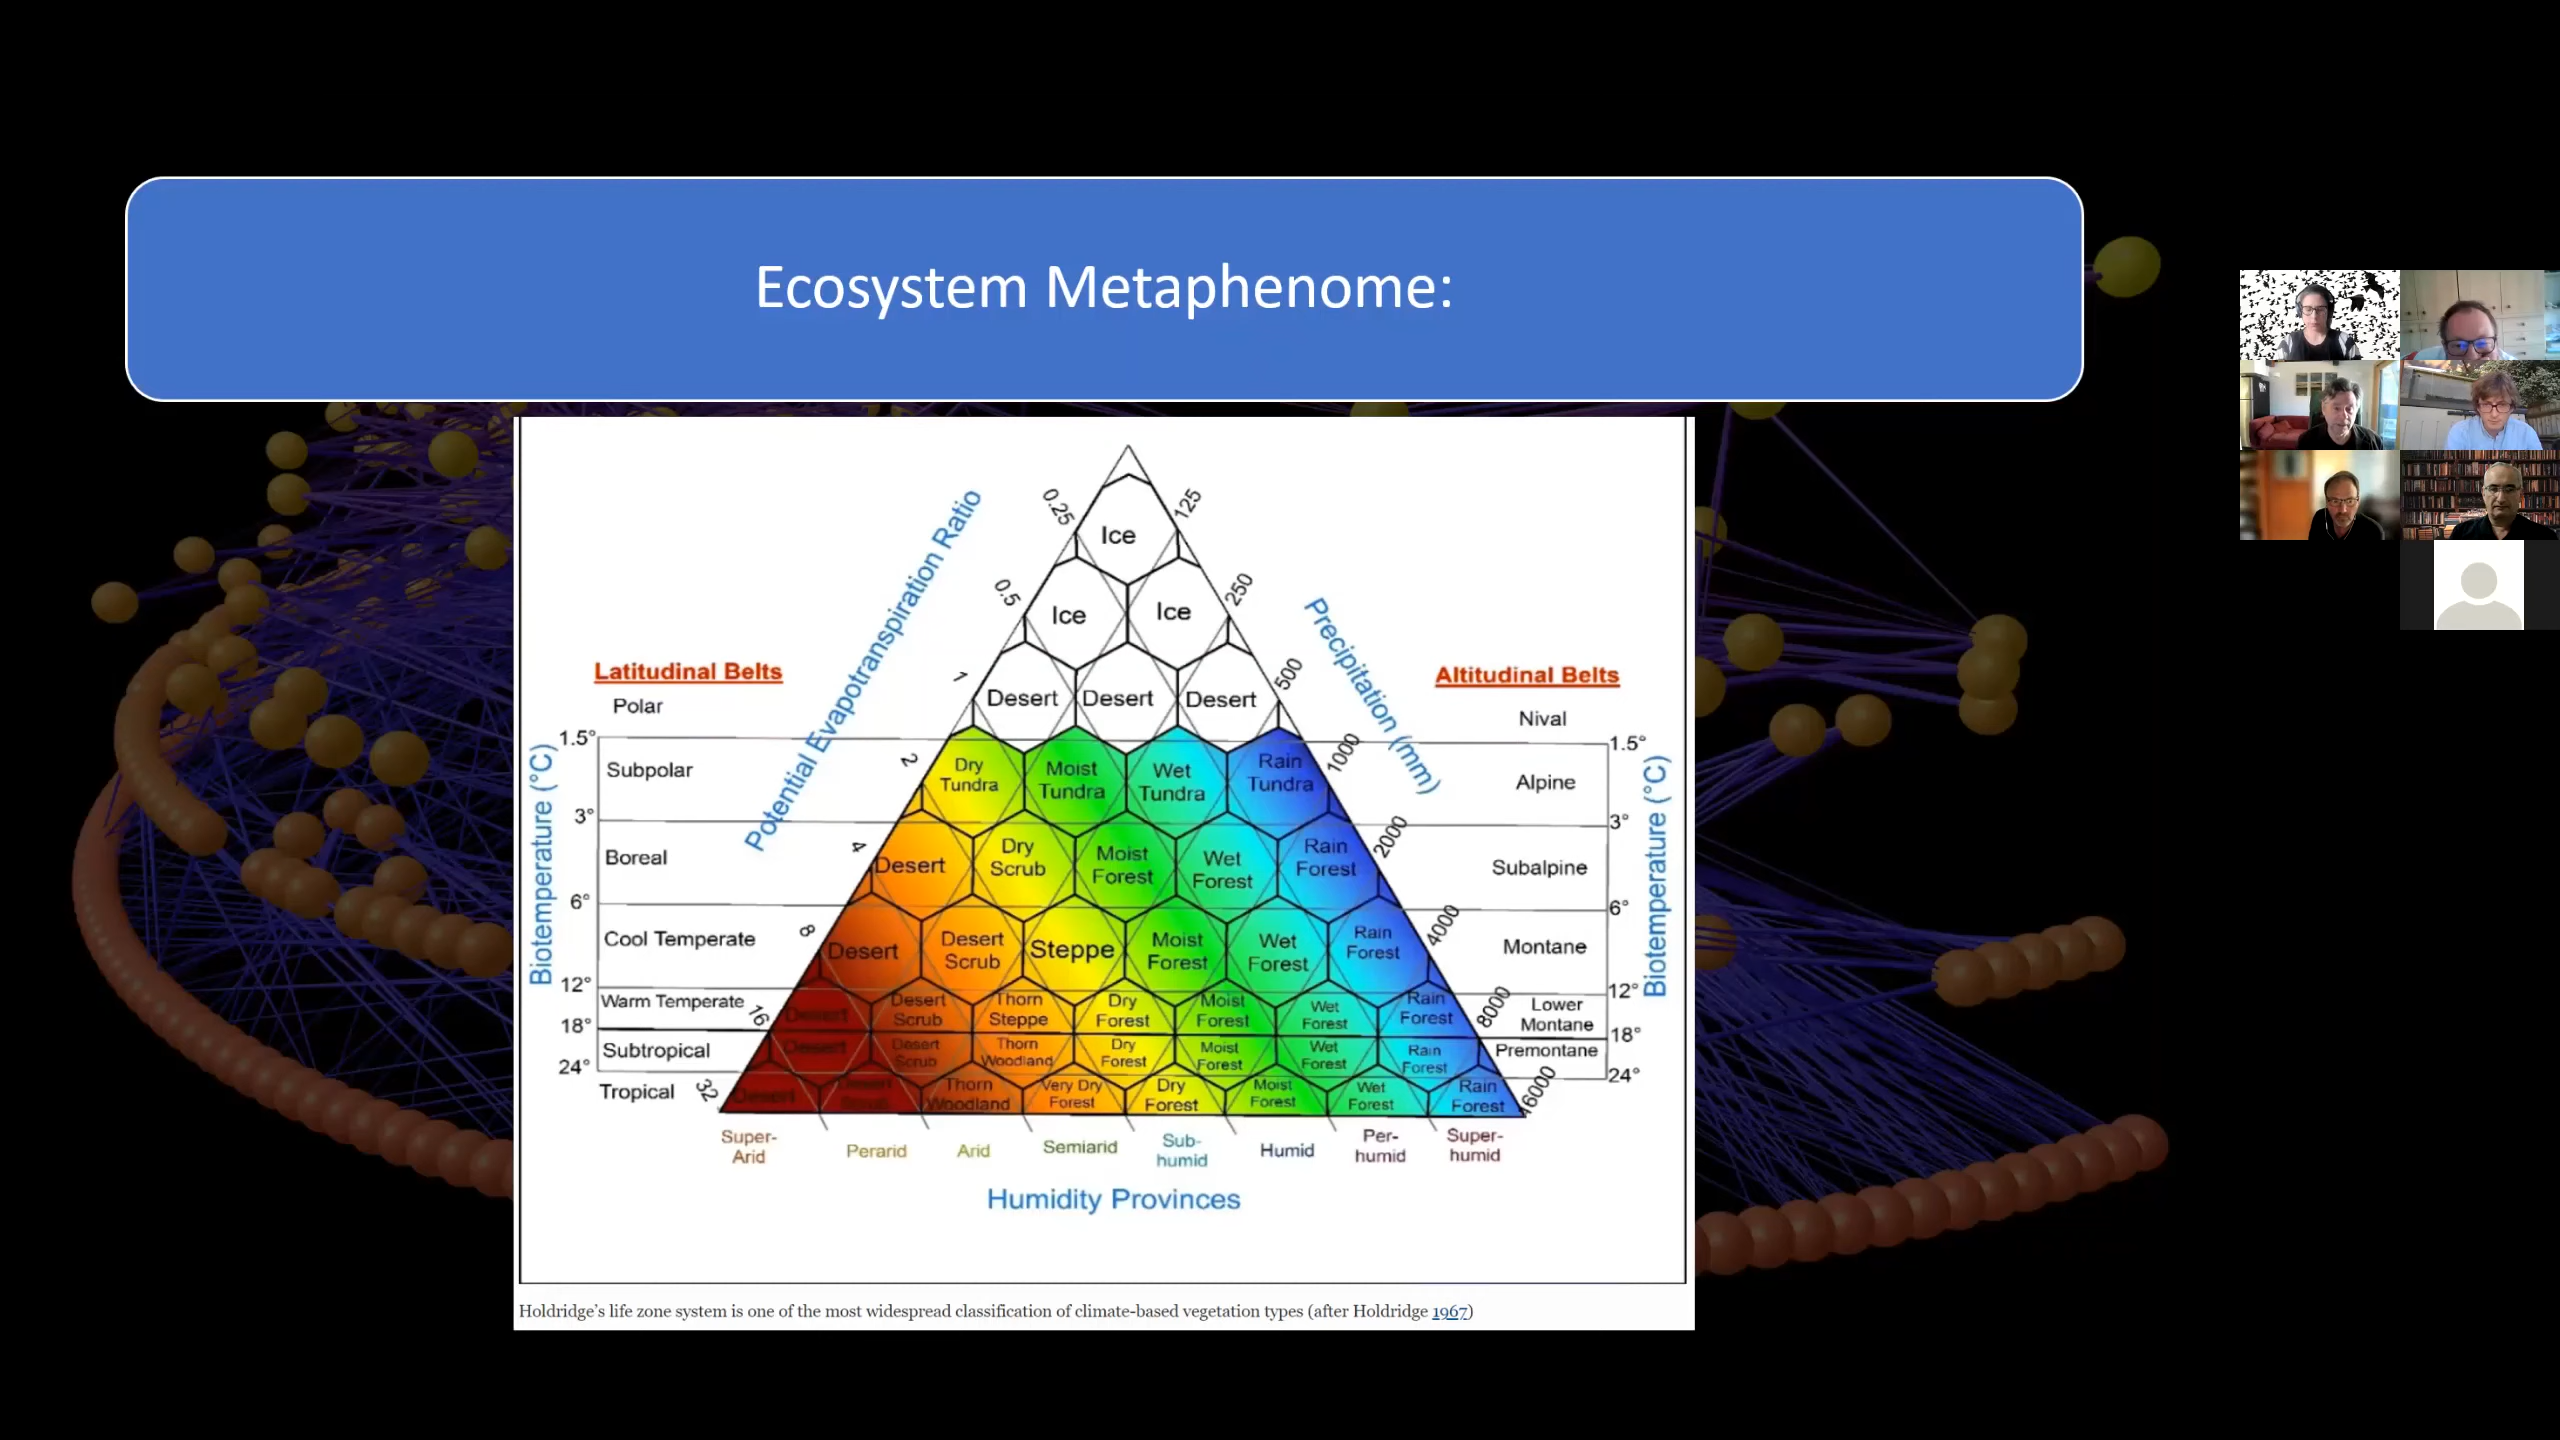 Ecosystem Metaphenome:
Potential Evapotranspiration Ratio
0.25
0.5
1
2
4
8
16
32
Precipitation (mm)
125
250
500
1000
2000
4000
8000
16000
Latitudinal Belts
Polar
Subpolar
Boreal
Cool Temperate
Warm Temperate
Subtropical
Tropical
Biotemperature (°C)
1.5°
3°
6°
12°
18°
24°
Altitudinal Belts
Nival
Alpine
Subalpine
Montane
Lower
Montane
Premontane
Biotemperature (°C)
1.5°
3°
6°
12°
18°
24°
Ice
Ice
Ice
Desert
Desert
Desert
Dry
Tundra
Moist
Tundra
Wet
Tundra
Rain
Tundra
Desert
Dry
Scrub
Moist
Forest
Wet
Forest
Rain
Forest
Desert
Desert
Scrub
Steppe
Moist
Forest
Wet
Forest
Rain
Forest
Desert
Desert
Scrub
Thorn
Steppe
Dry
Forest
Moist
Forest
Wet
Forest
Rain
Forest
Desert
Desert
Scrub
Thorn
Woodland
Dry
Forest
Moist
Forest
Wet
Forest
Rain
Forest
Desert
Desert
Thorn
Woodland
Very Dry
Forest
Dry
Forest
Moist
Forest
Wet
Forest
Rain
Forest
Super-
Arid
Perarid
Arid
Semiarid
Sub-
humid
Humid
Per-
humid
Super-
humid
Humidity Provinces
Holdridge's life zone system is one of the most widespread classification of climate-based vegetation types (after Holdridge 1967)